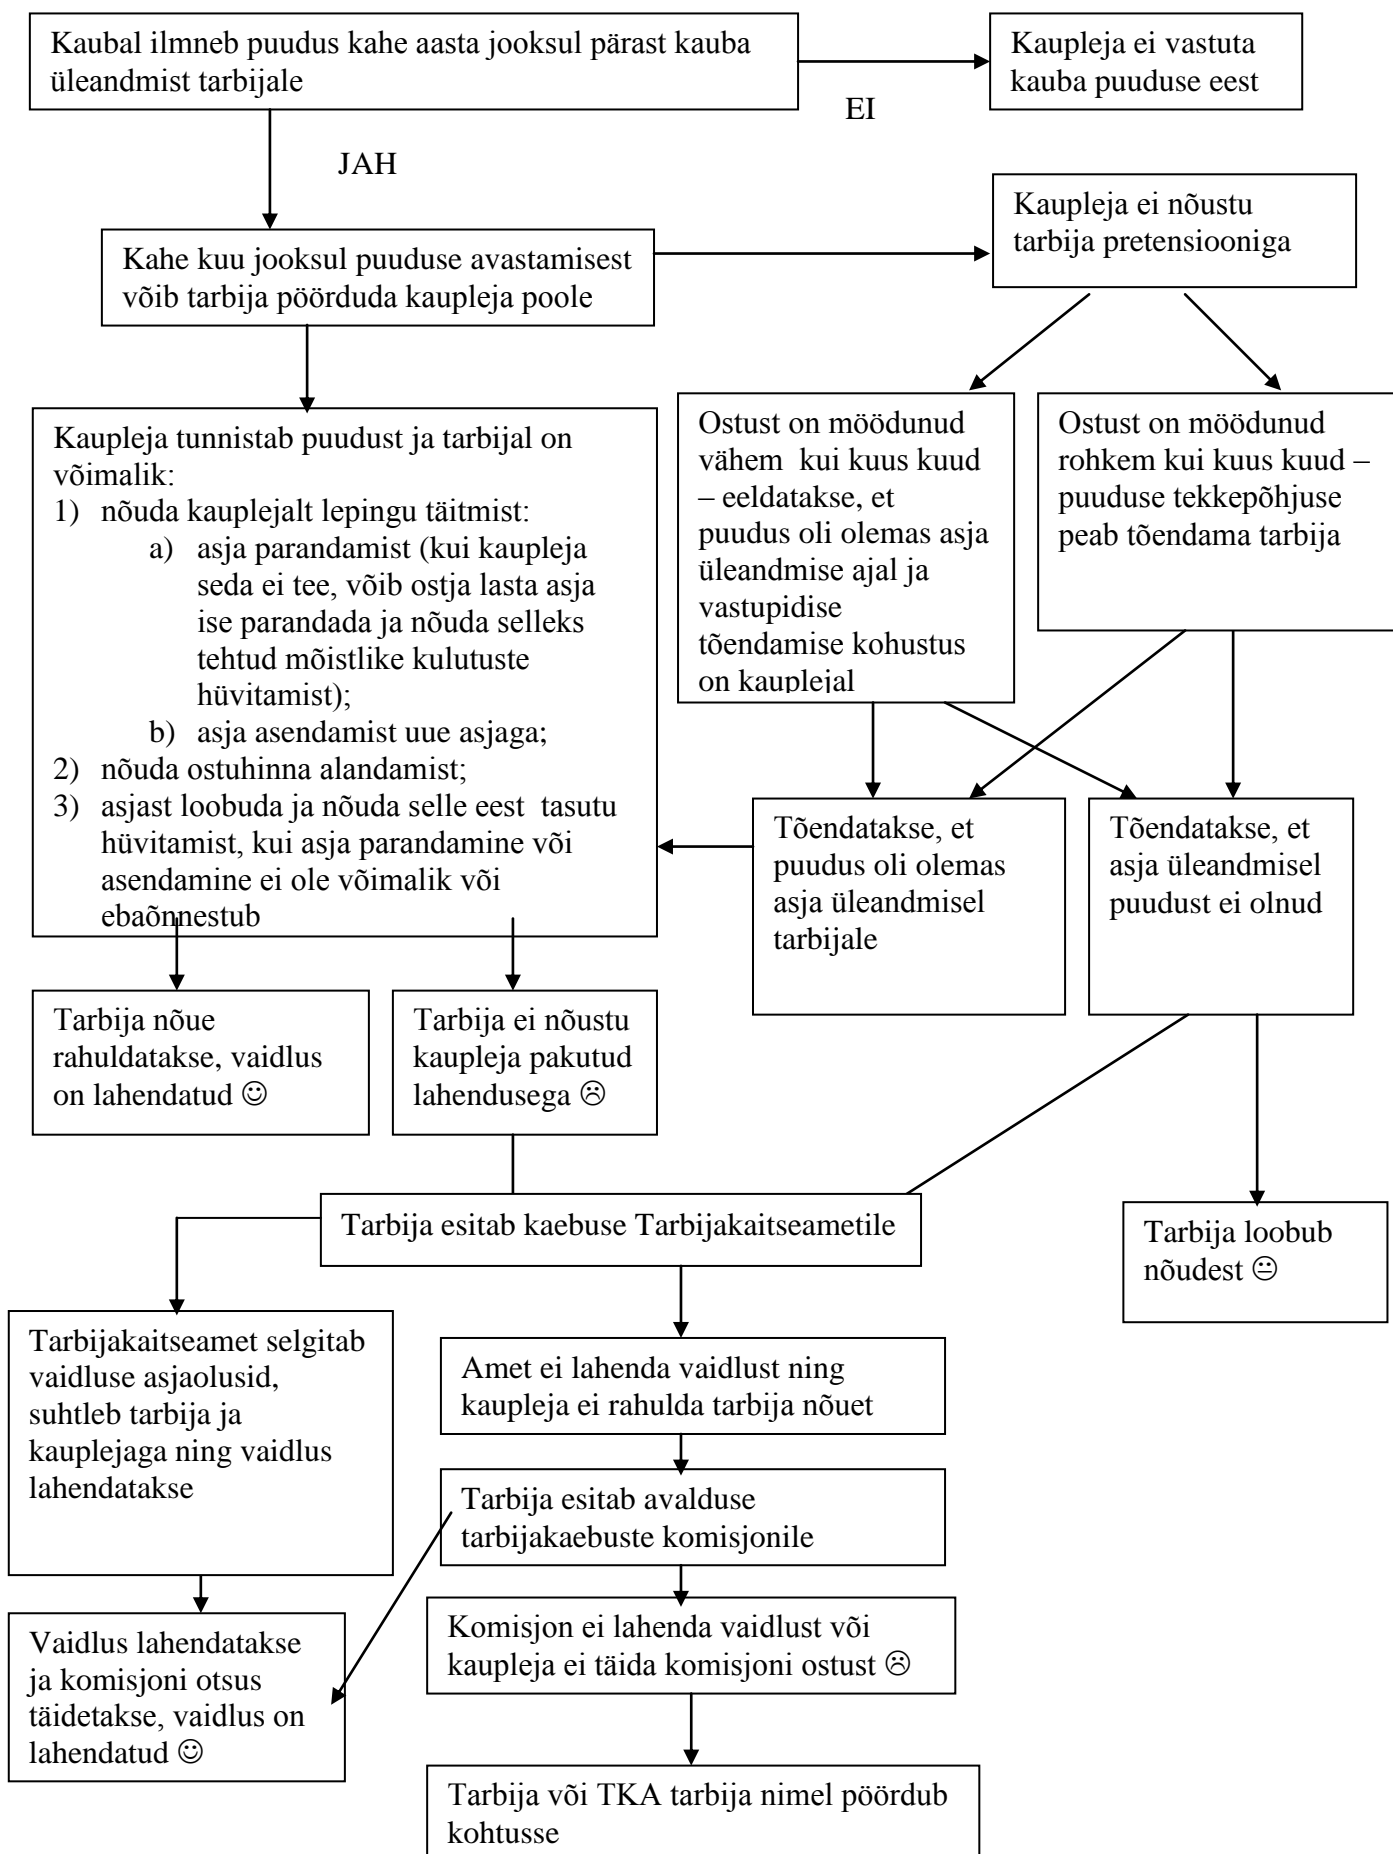 Kaubal ilmneb puudus kahe aasta jooksul pärast kauba
üleandmist tarbijale
Kaupleja ei vastuta
kauba puuduse eest
EI
JAH
Kaupleja ei nõustu
tarbija pretensiooniga
Kahe kuu jooksul puuduse avastamisest
võib tarbija pöörduda kaupleja poole
Kaupleja tunnistab puudust ja tarbijal on
võimalik:
1) nõuda kauplejalt lepingu täitmist:
a) asja parandamist (kui kaupleja
seda ei tee, võib ostja lasta asja
ise parandada ja nõuda selleks
tehtud mõistlike kulutuste
hüvitamist);
b) asja asendamist uue asjaga;
2) nõuda ostuhinna alandamist;
3) asjast loobuda ja nõuda selle eest tasutu
hüvitamist, kui asja parandamine või
asendamine ei ole võimalik või
ebaõnnestub
Ostust on möödunud
vähem kui kuus kuud
– eeldatakse, et
puudus oli olemas asja
üleandmise ajal ja
vastupidise
tõendamise kohustus
on kauplejal
Ostust on möödunud
rohkem kui kuus kuud –
puuduse tekkepõhjuse
peab tõendama tarbija
Tõendatakse, et
puudus oli olemas
asja üleandmisel
tarbijale
Tõendatakse, et
asja üleandmisel
puudust ei olnud
Tarbija nõue
rahuldatakse, vaidlus
on lahendatud ☺
Tarbija ei nõustu
kaupleja pakutud
lahendusega ☹
Tarbija esitab kaebuse Tarbijakaitseametile
Tarbija loobub
nõudest 😐
Tarbijakaitseamet selgitab
vaidluse asjaolusid,
suhtleb tarbija ja
kauplejaga ning vaidlus
lahendatakse
Amet ei lahenda vaidlust ning
kaupleja ei rahulda tarbija nõuet
Tarbija esitab avalduse
tarbijakaebuste komisjonile
Komisjon ei lahenda vaidlust või
kaupleja ei täida komisjoni ostust ☹
Vaidlus lahendatakse
ja komisjoni otsus
täidetakse, vaidlus on
lahendatud ☺
Tarbija või TKA tarbija nimel pöördub
kohtusse